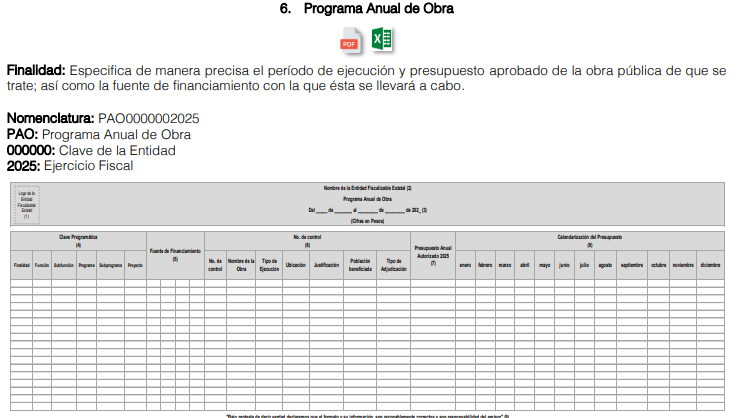 6. Programa Anual de Obra
PDF
Finalidad: Especifica de manera precisa el período de ejecución y presupuesto aprobado de la obra pública de que se
trate; así como la fuente de financiamiento con la que ésta se llevará a cabo.
Nomenclatura: PAO0000002025
PAO: Programa Anual de Obra
000000: Clave de la Entidad
2025: Ejercicio Fiscal
Logo de la
Entidad
Fiscalizable
Estatal
(1)
Nombre de la Entidad Fiscalizable Estatal (2)
Programa Anual de Obra
Del ____ de ______ al ______ de ______ de 202_ (3)
(Cifras en Pesos)
Clave Programática
(4)
Finalidad Función Subfunción Programa Subprograma Proyecto
Fuente de Financiamiento
(5)
No. de control
(6)
No. de control
Nombre de la Obra
Tipo de Ejecución
Ubicación
Justificación
Población beneficiada
Tipo de Adjudicación
Presupuesto Anual
Autorizado 2025
(7)
Calendarización del Presupuesto
(8)
enero febrero marzo abril mayo junio julio agosto septiembre octubre noviembre diciembre
"Bajo protesta de decir verdad declaramos que el formato y su información, son razonablemente correctos y son responsabilidad del emisor" (9)